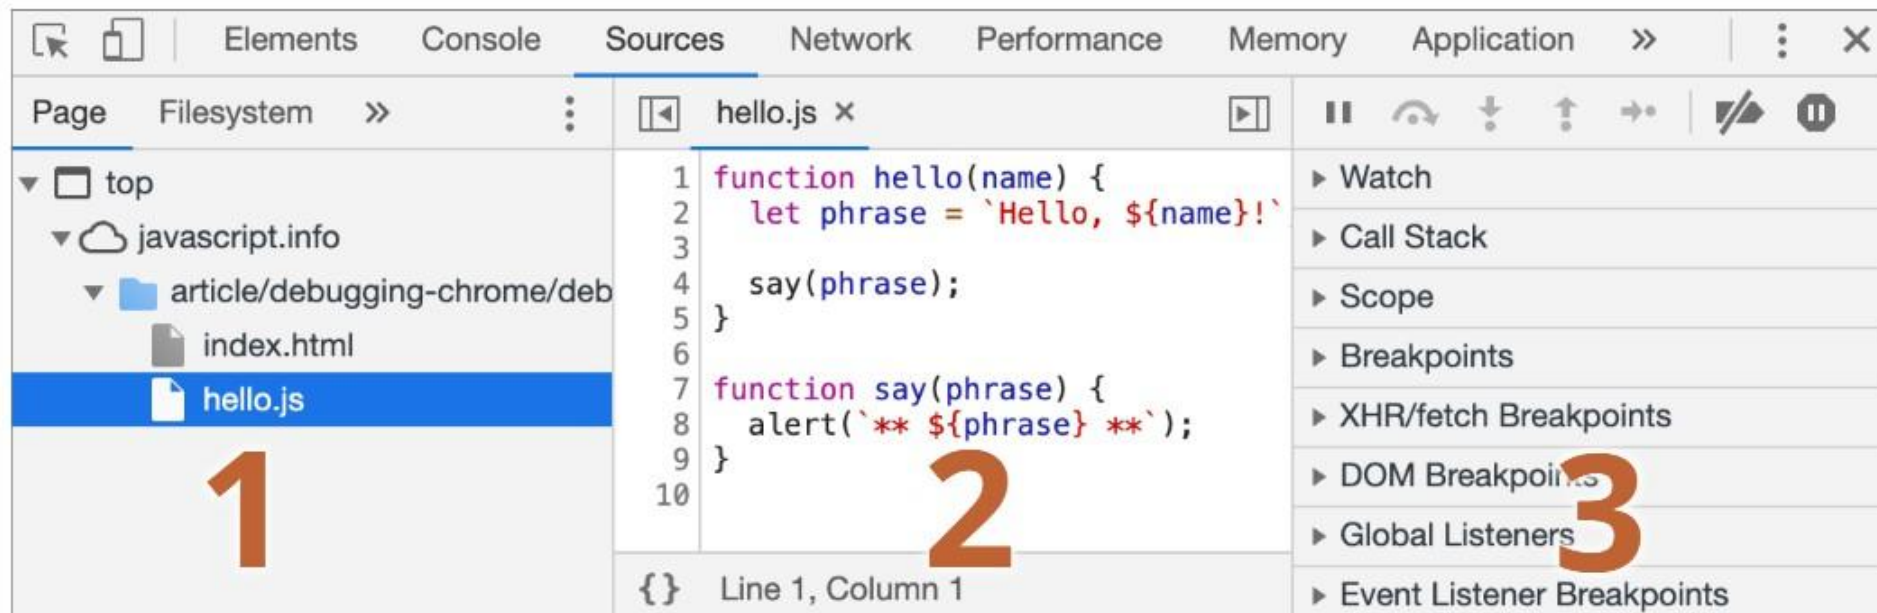 Elements Console Sources Network Performance Memory Application »
Page Filesystem »
top
javascript.info
article/debugging-chrome/deb
index.html
hello.js
1
hello.js ×
1 function hello(name) {
2   let phrase = `Hello, ${name}!`
3
4   say(phrase);
5 }
6
7 function say(phrase) {
8   alert(`** ${phrase} **`);
9 }
10
2
{} Line 1, Column 1
Watch
Call Stack
Scope
Breakpoints
XHR/fetch Breakpoints
DOM Breakpoints
Global Listeners
Event Listener Breakpoints
3